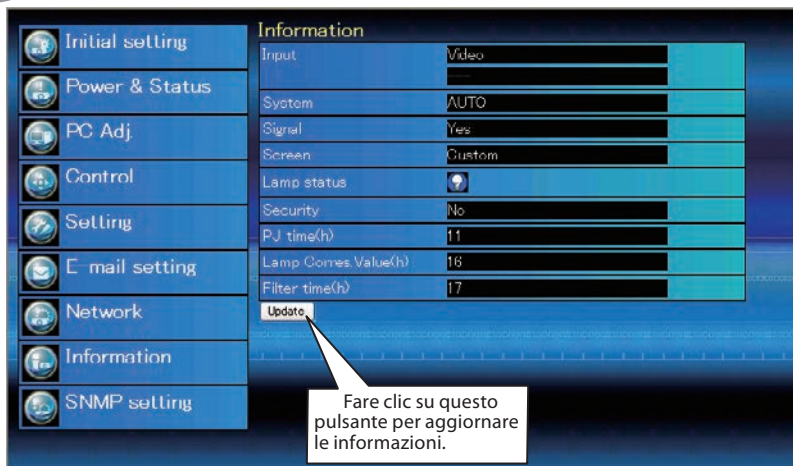 Initial setting
Power & Status
PC Adj.
Control
Setting
E-mail setting
Network
Information
SNMP setting
Information
Input Video
----
System AUTO
Signal Yes
Screen Custom
Lamp status
Security No
PJ time(h) 11
Lamp Corres.Value(h) 16
Filter time(h) 17
Update
Fare clic su questo
pulsante per aggiornare
le informazioni.